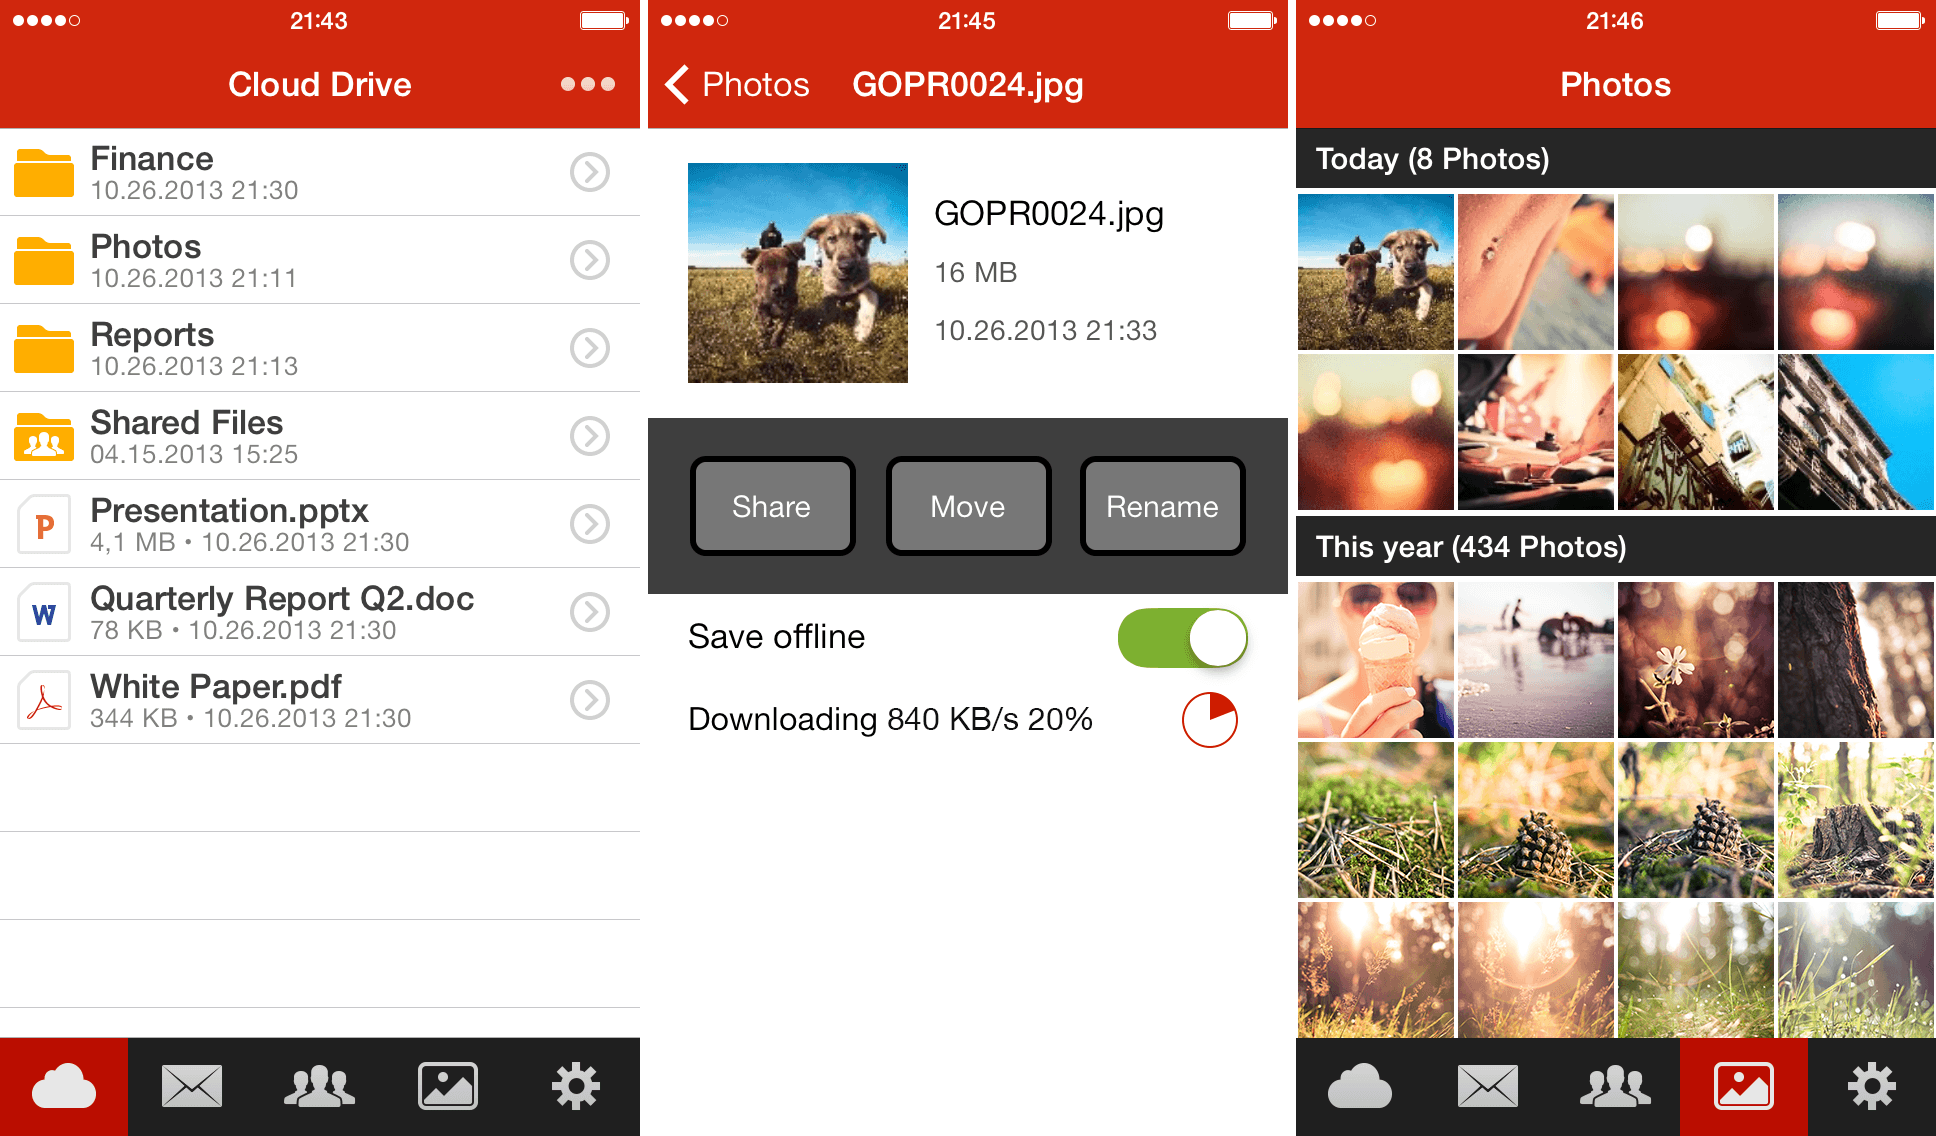 21:43
Cloud Drive
Finance
10.26.2013 21:30
Photos
10.26.2013 21:11
Reports
10.26.2013 21:13
Shared Files
04.15.2013 15:25
Presentation.pptx
4,1 MB • 10.26.2013 21:30
Quarterly Report Q2.doc
78 KB • 10.26.2013 21:30
White Paper.pdf
344 KB • 10.26.2013 21:30
21:45
Photos GOPR0024.jpg
GOPR0024.jpg
16 MB
10.26.2013 21:33
Share Move Rename
Save offline
Downloading 840 KB/s 20%
21:46
Photos
Today (8 Photos)
This year (434 Photos)